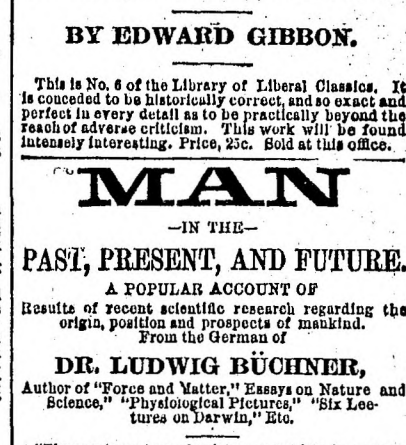 BY EDWARD GIBBON.
This is No. 6 of the Library of Liberal Classics. It
is conceded to be historically correct, and so exact and
perfect in every detail as to be practically beyond the
reach of adverse criticism. This work will be found
intensely interesting. Price, 25c. Sold at this office.
MAN
—IN THE—
PAST, PRESENT, AND FUTURE.
A POPULAR ACCOUNT OF
Results of recent scientific research regarding the
origin, position and prospects of mankind.
From the German of
DR. LUDWIG BÜCHNER,
Author of "Force and Matter," Essays on Nature and
Science," "Physiological Pictures," "Six Lec-
tures on Darwin," Etc.